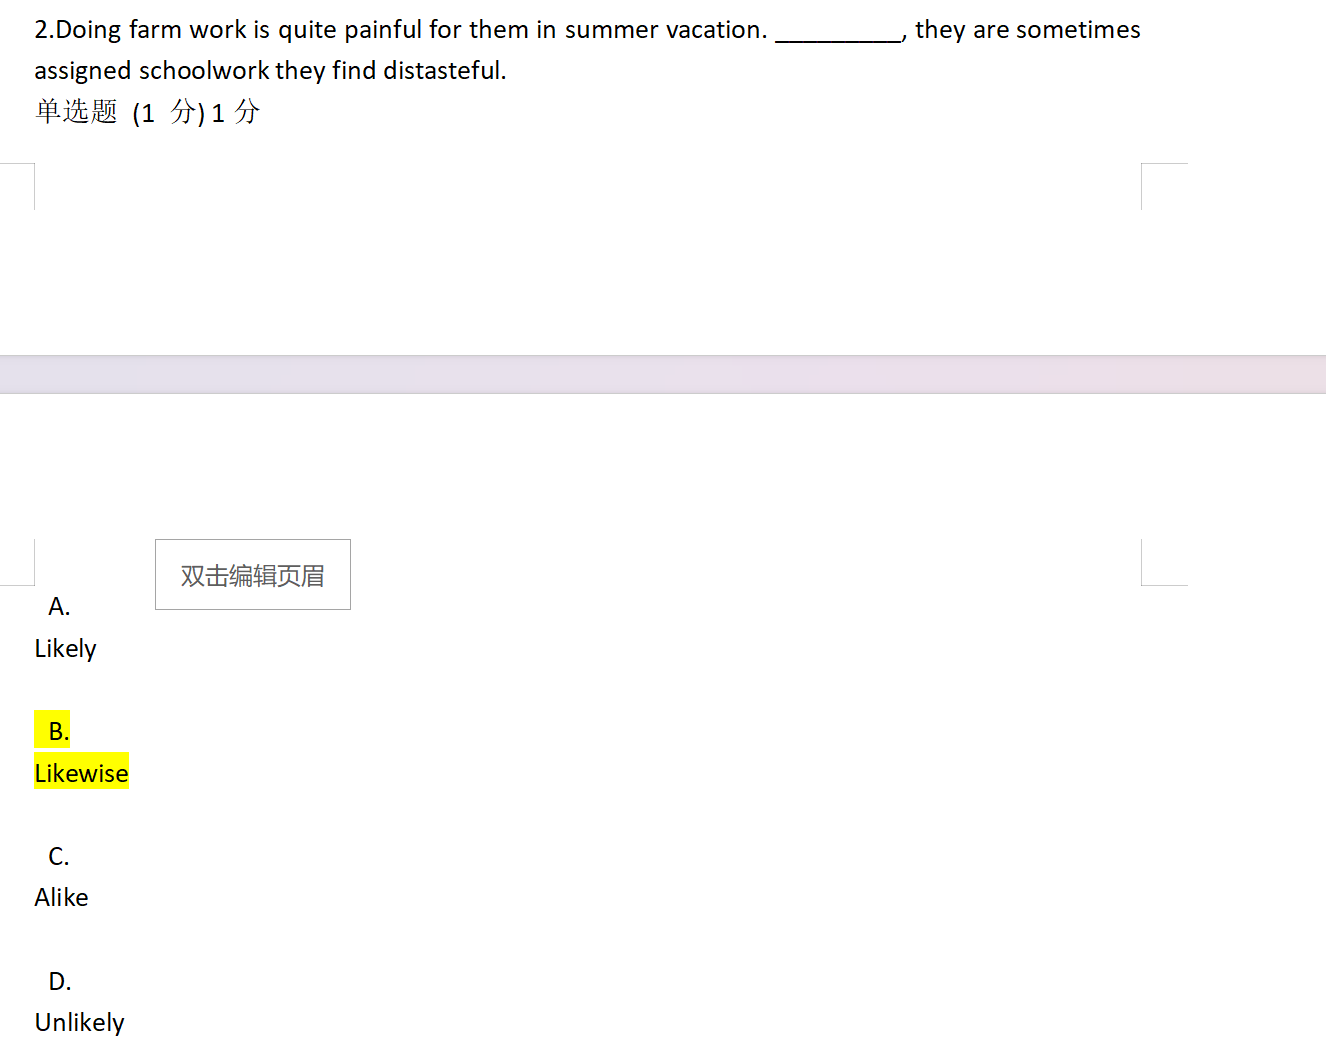 2.Doing farm work is quite painful for them in summer vacation. _________, they are sometimes
assigned schoolwork they find distasteful.
单选题 (1 分) 1 分
双击编辑页眉
A.
Likely
B.
Likewise
C.
Alike
D.
Unlikely